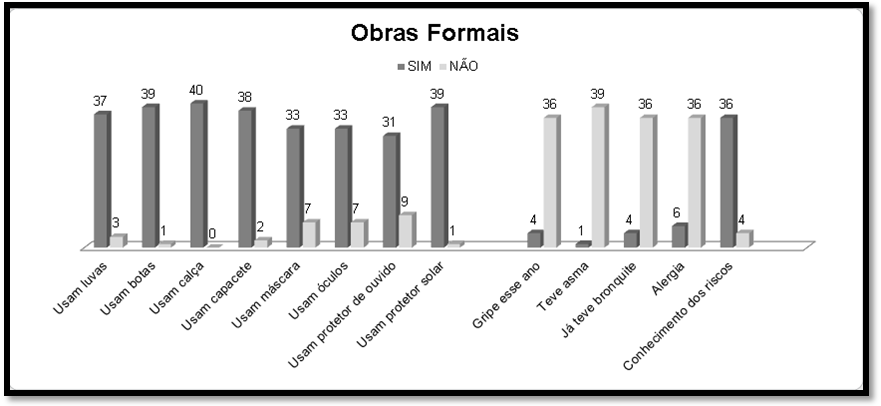 Obras Formais
SIM NÃO
37 3
39 1
40 0
38 2
33 7
33 7
31 9
39 1
4 36
1 39
4 36
6 36
36 4
Usam luvas
Usam botas
Usam calça
Usam capacete
Usam máscara
Usam óculos
Usam protetor de ouvido
Usam protetor solar
Gripe esse ano
Teve asma
Já teve bronquite
Alergia
Conhecimento dos riscos